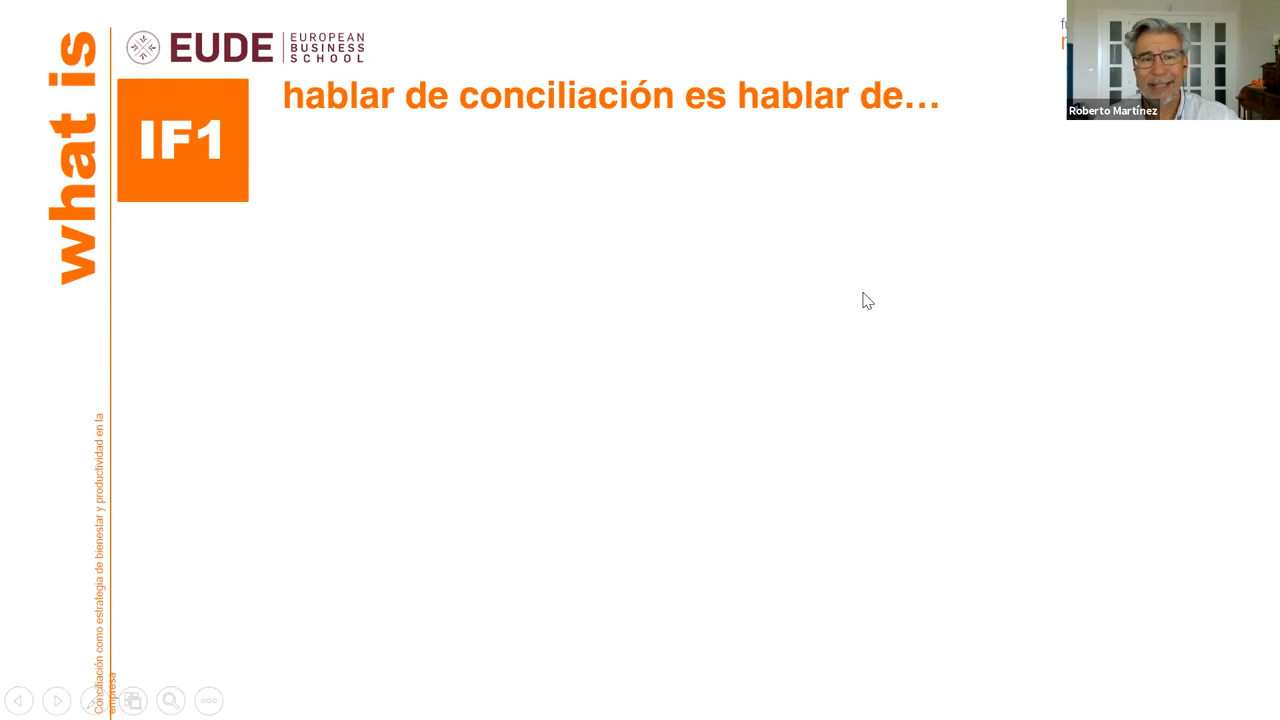 what is
EUDE
EUROPEAN
BUSINESS
SCHOOL
IF1
hablar de conciliación es hablar de…
Roberto Martínez
Conciliación como estrategia de bienestar y productividad en la
empresa